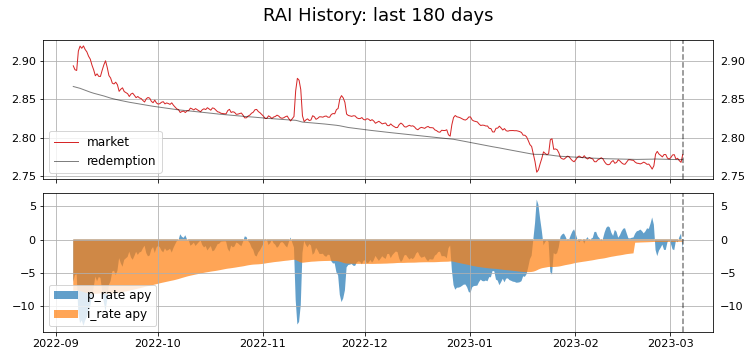 RAI History: last 180 days
2.90 2.90
2.85 2.85
2.80 2.80
market
redemption
2.75 2.75
5 5
0 0
−5 −5
p_rate apy
−10 −10
i_rate apy
2022-09 2022-10 2022-11 2022-12 2023-01 2023-02 2023-03